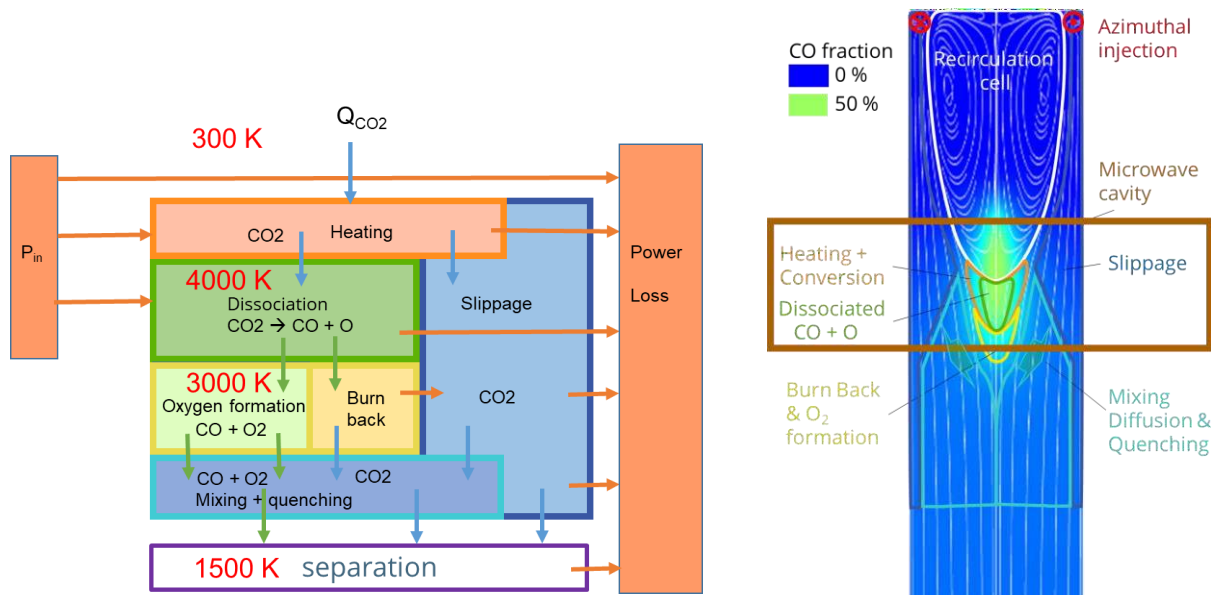 300 K
Q_CO2
P_in
CO2
Heating
Power
Loss
4000 K
Dissociation
CO2 → CO + O
Slippage
3000 K
Oxygen formation
CO + O2
Burn
back
CO2
CO + O2
CO2
Mixing + quenching
1500 K
separation
CO fraction
0 %
50 %
Recirculation
cell
Azimuthal
injection
Microwave
cavity
Heating +
Conversion
Slippage
Dissociated
CO + O
Burn Back
& O₂
formation
Mixing
Diffusion &
Quenching